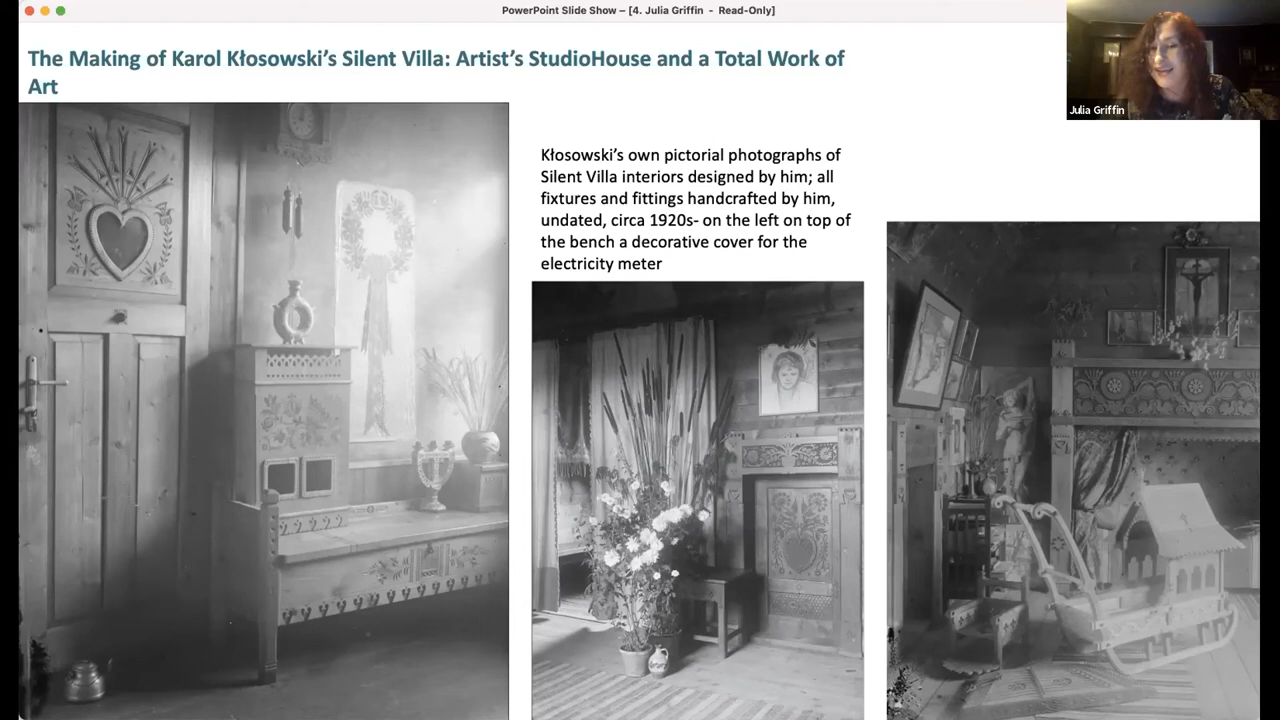 PowerPoint Slide Show – [4. Julia Griffin - Read-Only]
The Making of Karol Kłosowski’s Silent Villa: Artist’s StudioHouse and a Total Work of
Art
Julia Griffin
Kłosowski’s own pictorial photographs of
Silent Villa interiors designed by him; all
fixtures and fittings handcrafted by him,
undated, circa 1920s- on the left on top of
the bench a decorative cover for the
electricity meter